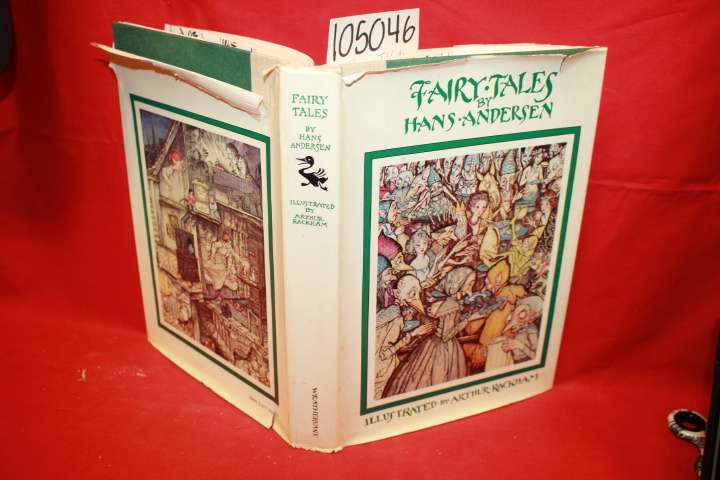 105046
FAIRY
TALES
BY
HANS
ANDERSEN
ILLUSTRATED
BY
ARTHUR
RACKHAM
WEATHERVANE
FAIRY·TALES
BY
HANS·ANDERSEN
ILLUSTRATED·BY·ARTHUR·RACKHAM